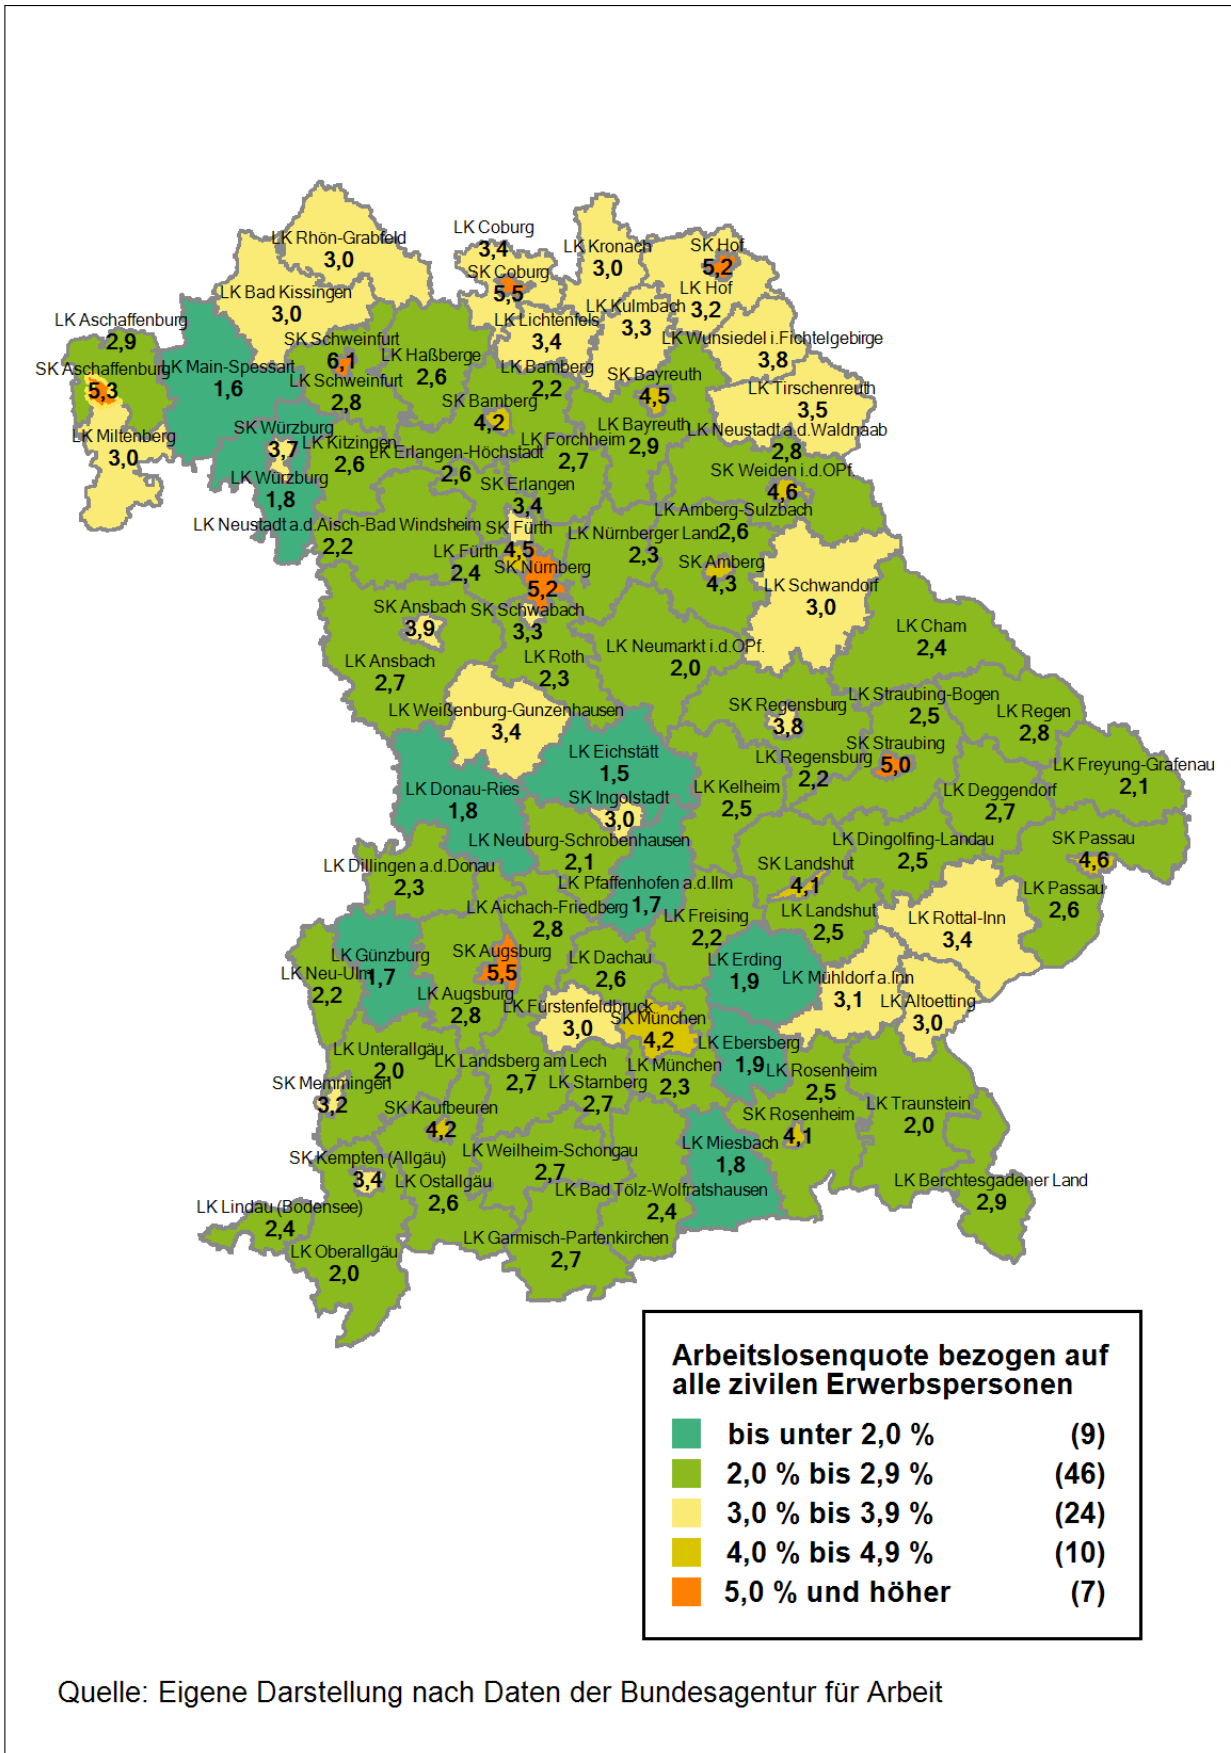 LK Coburg
3,4
LK Rhön-Grabfeld
3,0
LK Kronach
3,0
SK Hof
5,2
SK Coburg
5,5
LK Bad Kissingen
3,0
LK Hof
3,2
LK Kulmbach
3,3
LK Aschaffenburg
2,9
LK Lichtenfels
3,4
SK Schweinfurt
6,1
LK Haßberge
2,6
LK Wunsiedel i.Fichtelgebirge
3,8
SK Aschaffenburg
5,3
LK Main-Spessart
1,6
LK Bamberg
2,2
SK Bayreuth
4,5
LK Schweinfurt
2,8
LK Tirschenreuth
3,5
SK Bamberg
4,2
LK Bayreuth
2,9
LK Neustadt a.d.Waldnaab
2,8
LK Miltenberg
3,0
SK Würzburg
3,7
LK Kitzingen
2,6
LK Forchheim
2,7
LK Erlangen-Höchstadt
2,6
SK Weiden i.d.OPf.
4,6
LK Würzburg
1,8
SK Erlangen
3,4
LK Amberg-Sulzbach
2,6
LK Neustadt a.d.Aisch-Bad Windsheim
2,2
SK Fürth
4,5
LK Nürnberger Land
2,3
LK Fürth
2,4
SK Nürnberg
5,2
SK Amberg
4,3
LK Schwandorf
3,0
SK Ansbach
3,9
SK Schwabach
3,3
LK Cham
2,4
LK Ansbach
2,7
LK Roth
2,3
LK Neumarkt i.d.OPf.
2,0
LK Weißenburg-Gunzenhausen
3,4
SK Regensburg
3,8
LK Straubing-Bogen
2,5
LK Regen
2,8
LK Eichstätt
1,5
LK Regensburg
2,2
SK Straubing
5,0
LK Freyung-Grafenau
2,1
LK Donau-Ries
1,8
SK Ingolstadt
3,0
LK Kelheim
2,5
LK Deggendorf
2,7
LK Neuburg-Schrobenhausen
2,1
LK Dingolfing-Landau
2,5
SK Passau
4,6
LK Dillingen a.d.Donau
2,3
LK Pfaffenhofen a.d.Ilm
1,7
SK Landshut
4,1
LK Passau
2,6
LK Aichach-Friedberg
2,8
LK Freising
2,2
LK Landshut
2,5
LK Rottal-Inn
3,4
LK Günzburg
1,7
SK Augsburg
5,5
LK Dachau
2,6
LK Erding
1,9
LK Neu-Ulm
2,2
LK Mühldorf a.Inn
3,1
LK Augsburg
2,8
LK Fürstenfeldbruck
3,0
LK Altoetting
3,0
SK München
4,2
LK Ebersberg
1,9
LK Unterallgäu
2,0
LK Landsberg am Lech
2,7
LK München
2,3
LK Rosenheim
2,5
SK Memmingen
3,2
LK Starnberg
2,7
LK Traunstein
2,0
SK Kaufbeuren
4,2
SK Rosenheim
4,1
SK Kempten (Allgäu)
3,4
LK Weilheim-Schongau
2,7
LK Miesbach
1,8
LK Ostallgäu
2,6
LK Bad Tölz-Wolfratshausen
2,4
LK Berchtesgadener Land
2,9
LK Lindau (Bodensee)
2,4
LK Garmisch-Partenkirchen
2,7
LK Oberallgäu
2,0
Arbeitslosenquote bezogen auf
alle zivilen Erwerbspersonen
bis unter 2,0 % (9)
2,0 % bis 2,9 % (46)
3,0 % bis 3,9 % (24)
4,0 % bis 4,9 % (10)
5,0 % und höher (7)
Quelle: Eigene Darstellung nach Daten der Bundesagentur für Arbeit